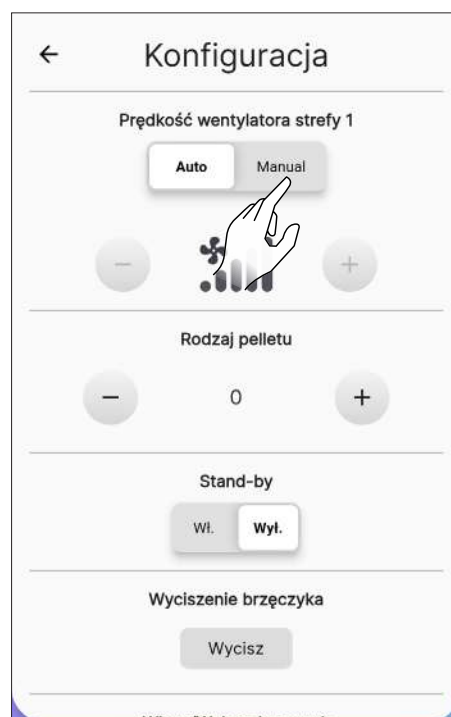 Konfiguracja
Prędkość wentylatora strefy 1
Auto Manual
Rodzaj pelletu
0
Stand-by
Wł. Wył.
Wyciszenie brzęczyka
Wycisz